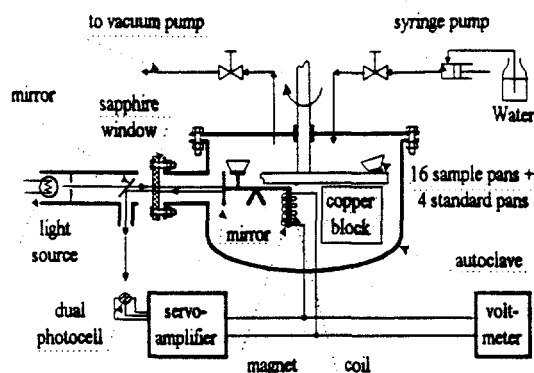 to vacuum pump
syringe pump
mirror
sapphire
window
Water
16 sample pans +
4 standard pans
copper
block
mirror
light
source
autoclave
dual
photocell
servo-
amplifier
volt-
meter
magnet
coil